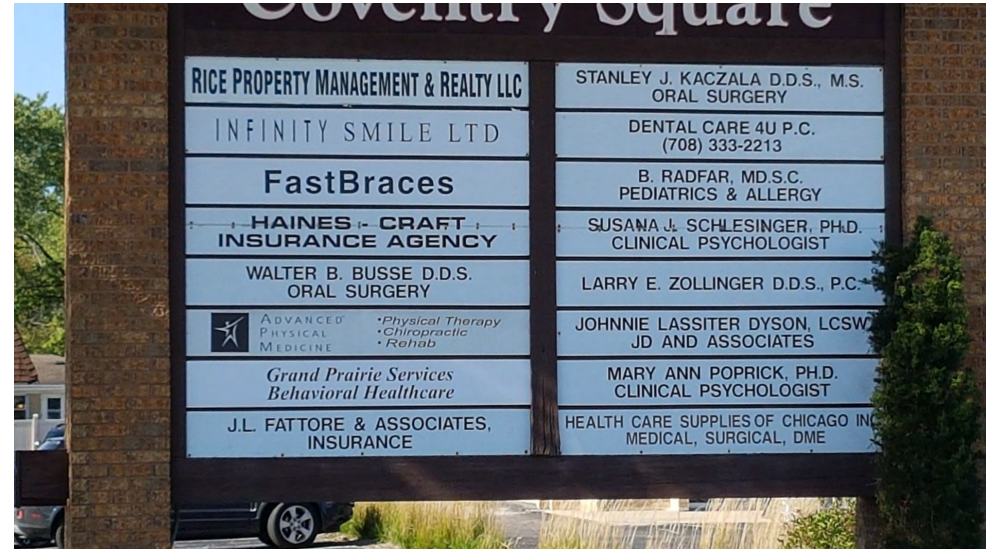 Coventry Square
RICE PROPERTY MANAGEMENT & REALTY LLC
INFINITY SMILE LTD
FastBraces
HAINES - CRAFT
INSURANCE AGENCY
WALTER B. BUSSE D.D.S.
ORAL SURGERY
ADVANCED
PHYSICAL
MEDICINE
•Physical Therapy
•Chiropractic
• Rehab
Grand Prairie Services
Behavioral Healthcare
J.L. FATTORE & ASSOCIATES,
INSURANCE
STANLEY J. KACZALA D.D.S., M.S.
ORAL SURGERY
DENTAL CARE 4U P.C.
(708) 333-2213
B. RADFAR, MD.S.C.
PEDIATRICS & ALLERGY
SUSANA J. SCHLESINGER, PH.D.
CLINICAL PSYCHOLOGIST
LARRY E. ZOLLINGER D.D.S., P.C.
JOHNNIE LASSITER DYSON, LCSW
JD AND ASSOCIATES
MARY ANN POPRICK, PH.D.
CLINICAL PSYCHOLOGIST
HEALTH CARE SUPPLIES OF CHICAGO INC
MEDICAL, SURGICAL, DME